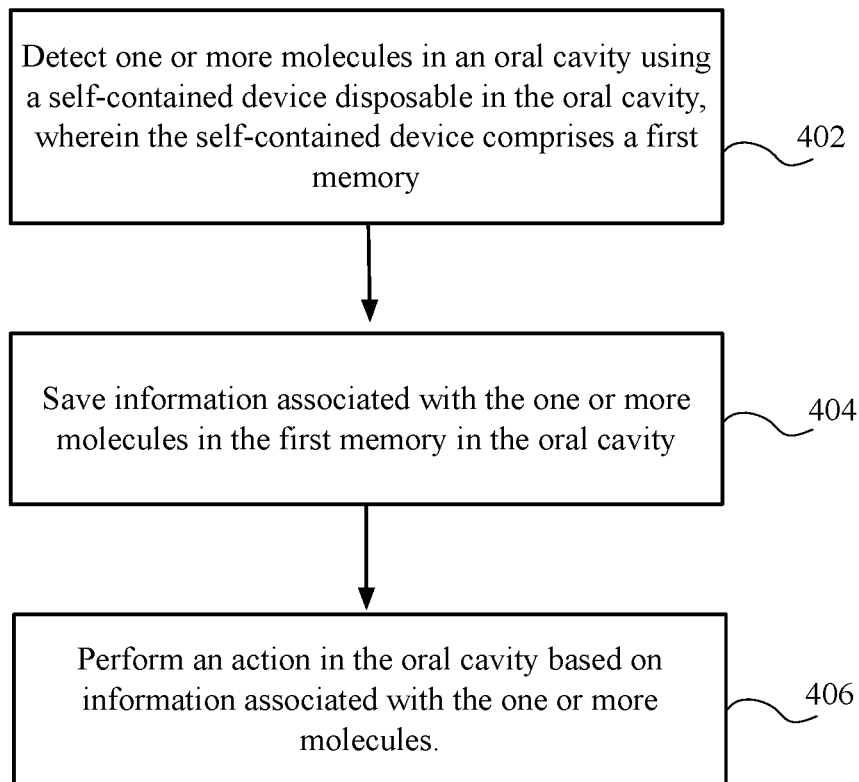 Detect one or more molecules in an oral cavity using
a self-contained device disposable in the oral cavity,
wherein the self-contained device comprises a first
memory
402
Save information associated with the one or more
molecules in the first memory in the oral cavity
404
Perform an action in the oral cavity based on
information associated with the one or more
molecules.
406